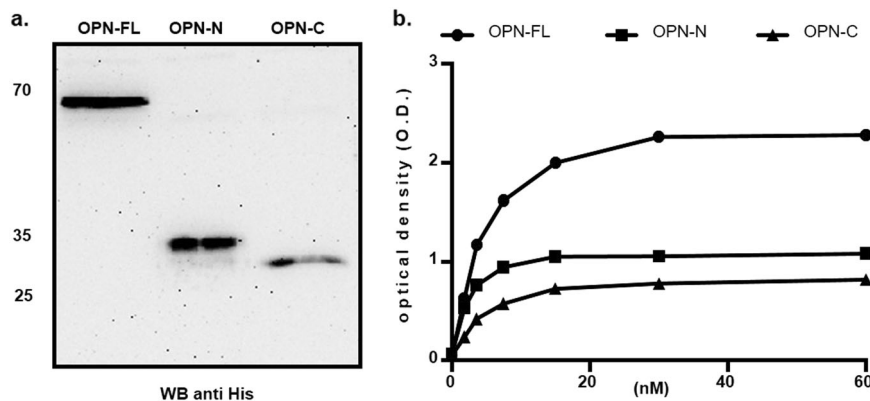 a.
OPN-FL OPN-N OPN-C
70
35
25
WB anti His
b.
OPN-FL OPN-N OPN-C
optical density (O.D.)
3
2
1
0
0 20 40 60
(nM)